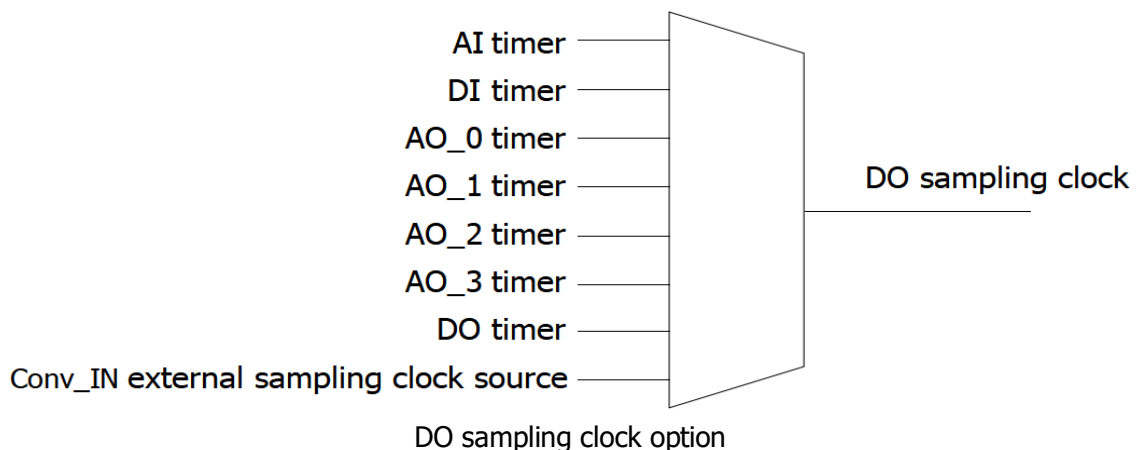 AI timer
DI timer
AO_0 timer
AO_1 timer
DO sampling clock
AO_2 timer
AO_3 timer
DO timer
Conv_IN external sampling clock source
DO sampling clock option